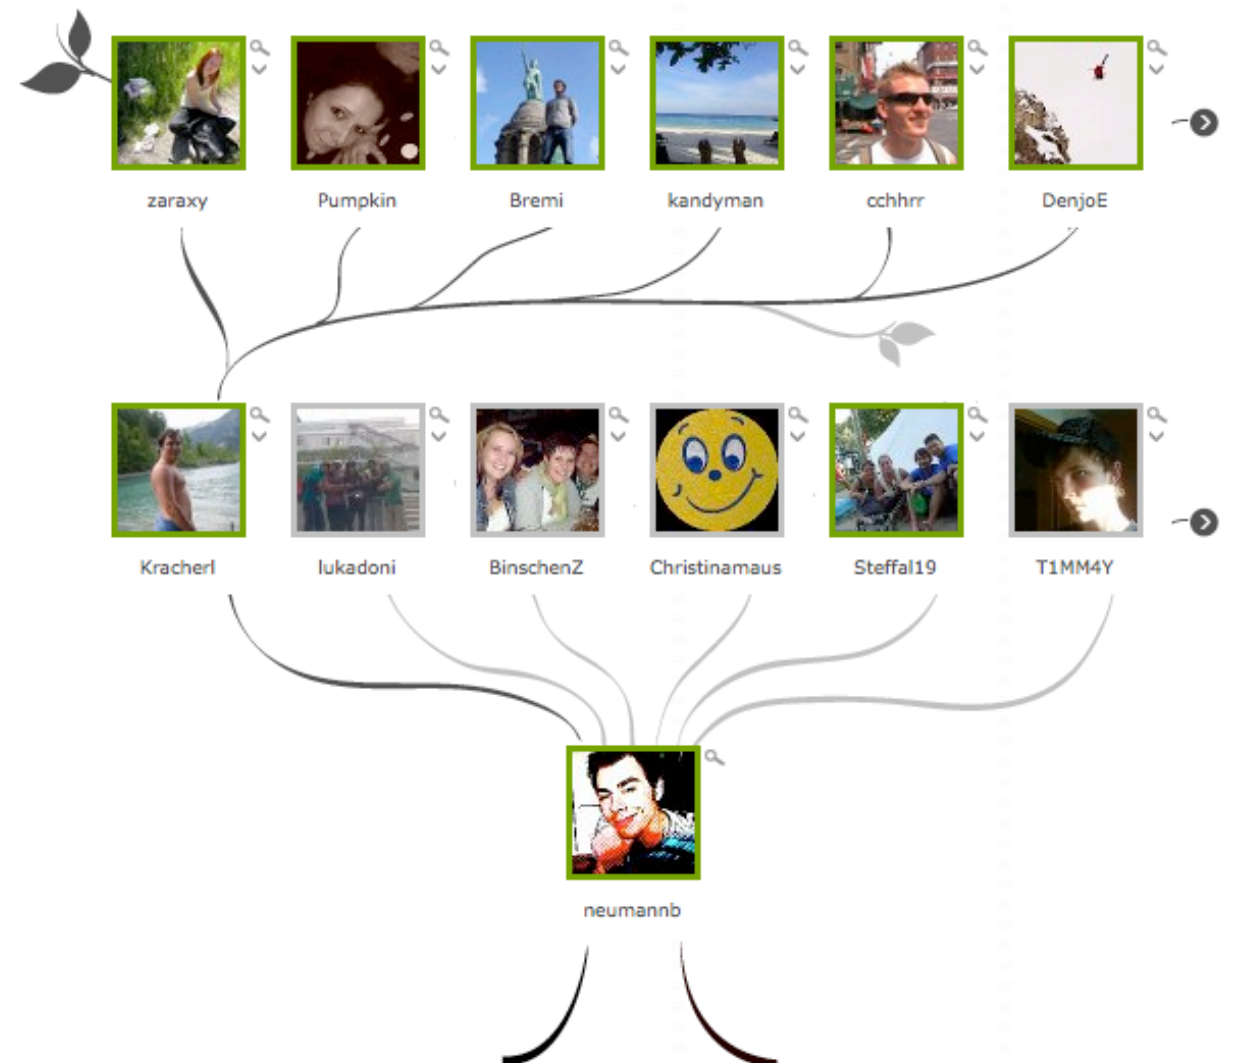 zaraxy
Pumpkin
Bremi
kandyman
cchhrr
DenjoE
Kracherl
lukadoni
BinschenZ
Christinamaus
Steffal19
T1MM4Y
neumannb